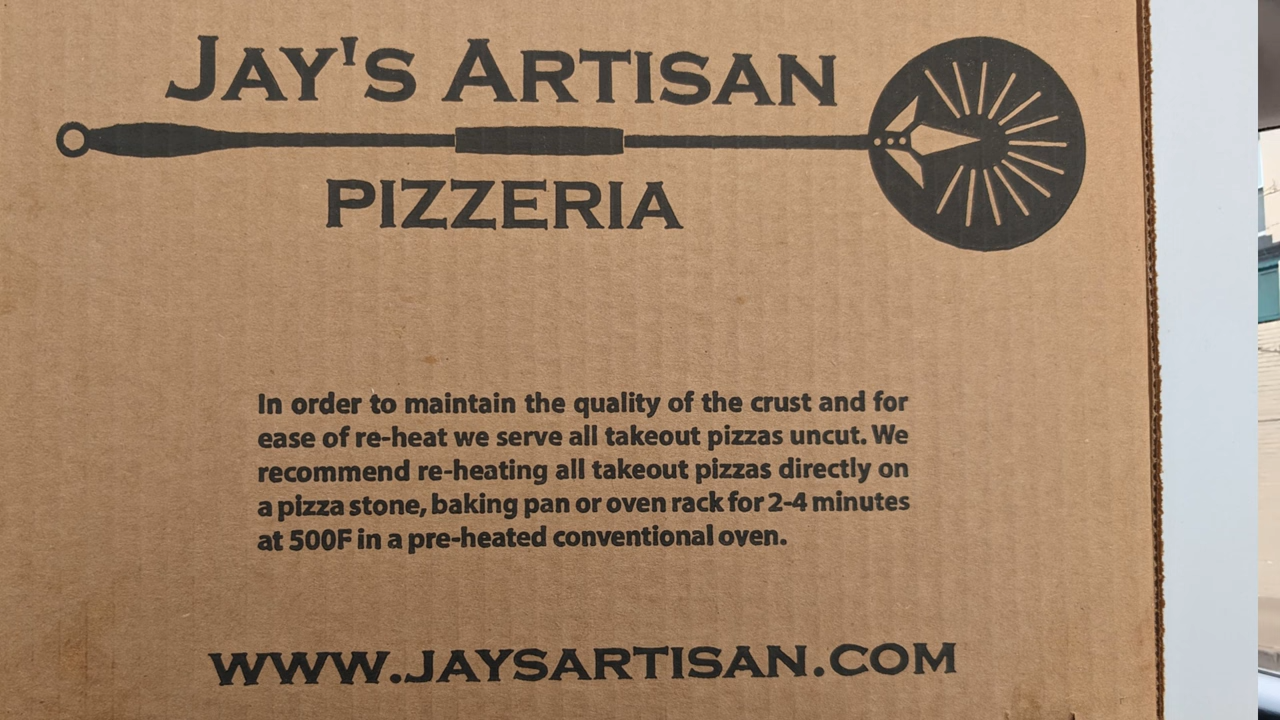 JAY'S ARTISAN
PIZZERIA
In order to maintain the quality of the crust and for
ease of re-heat we serve all takeout pizzas uncut. We
recommend re-heating all takeout pizzas directly on
a pizza stone, baking pan or oven rack for 2-4 minutes
at 500F in a pre-heated conventional oven.
WWW.JAYSARTISAN.COM